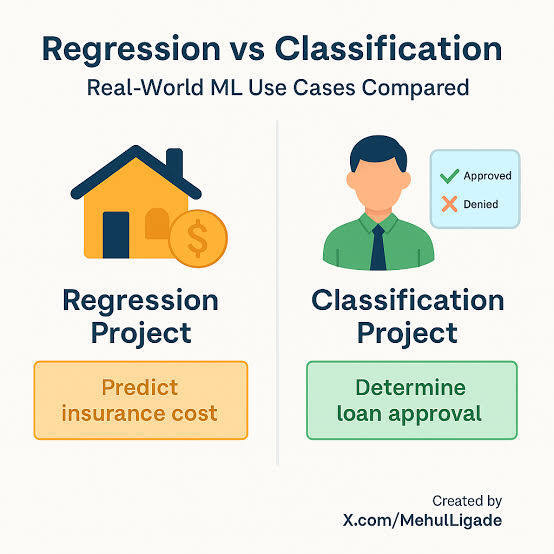 Regression vs Classification
Real-World ML Use Cases Compared
$
Regression
Project
Predict
insurance cost
Approved
Denied
Classification
Project
Determine
loan approval
Created by
X.com/MehulLigade